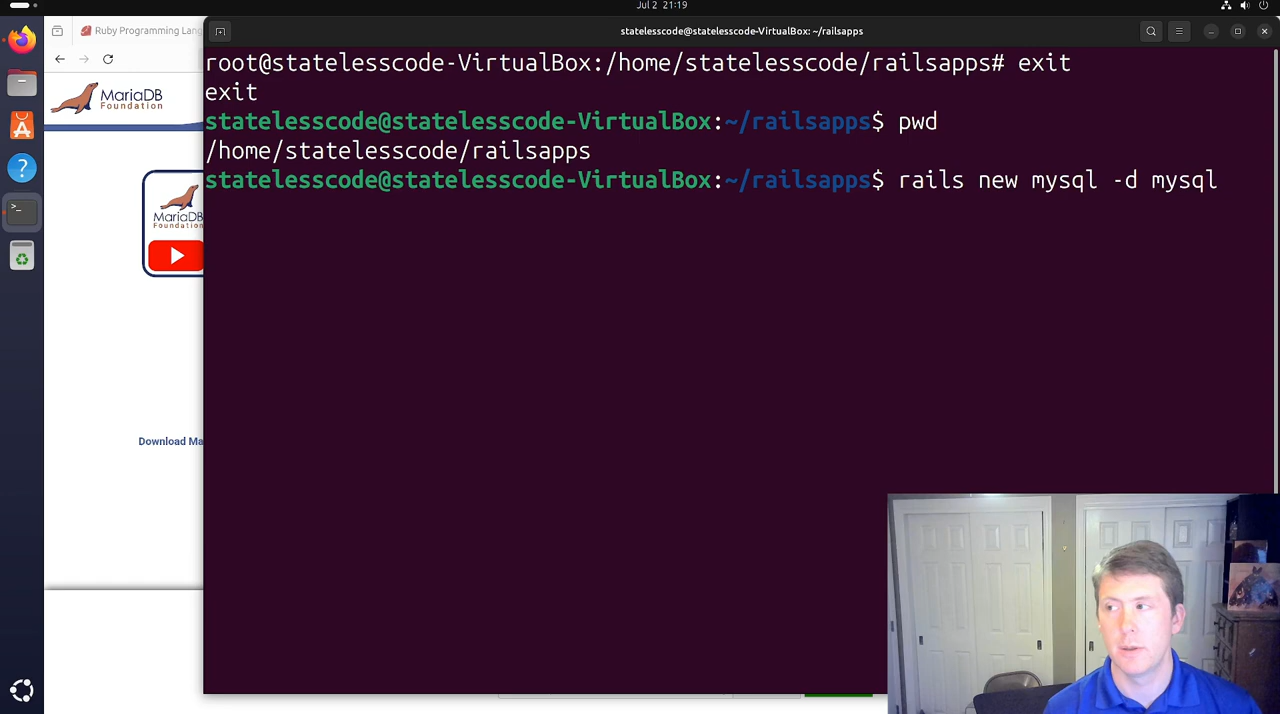 Jul 2 21:19
Ruby Programming Lang
statelesscode@statelesscode-VirtualBox: ~/railsapps
MariaDB
Foundation
root@statelesscode-VirtualBox:/home/statelesscode/railsapps# exit
exit
statelesscode@statelesscode-VirtualBox:~/railsapps$ pwd
/home/statelesscode/railsapps
statelesscode@statelesscode-VirtualBox:~/railsapps$ rails new mysql -d mysql
MariaDB
Foundation
Download Ma